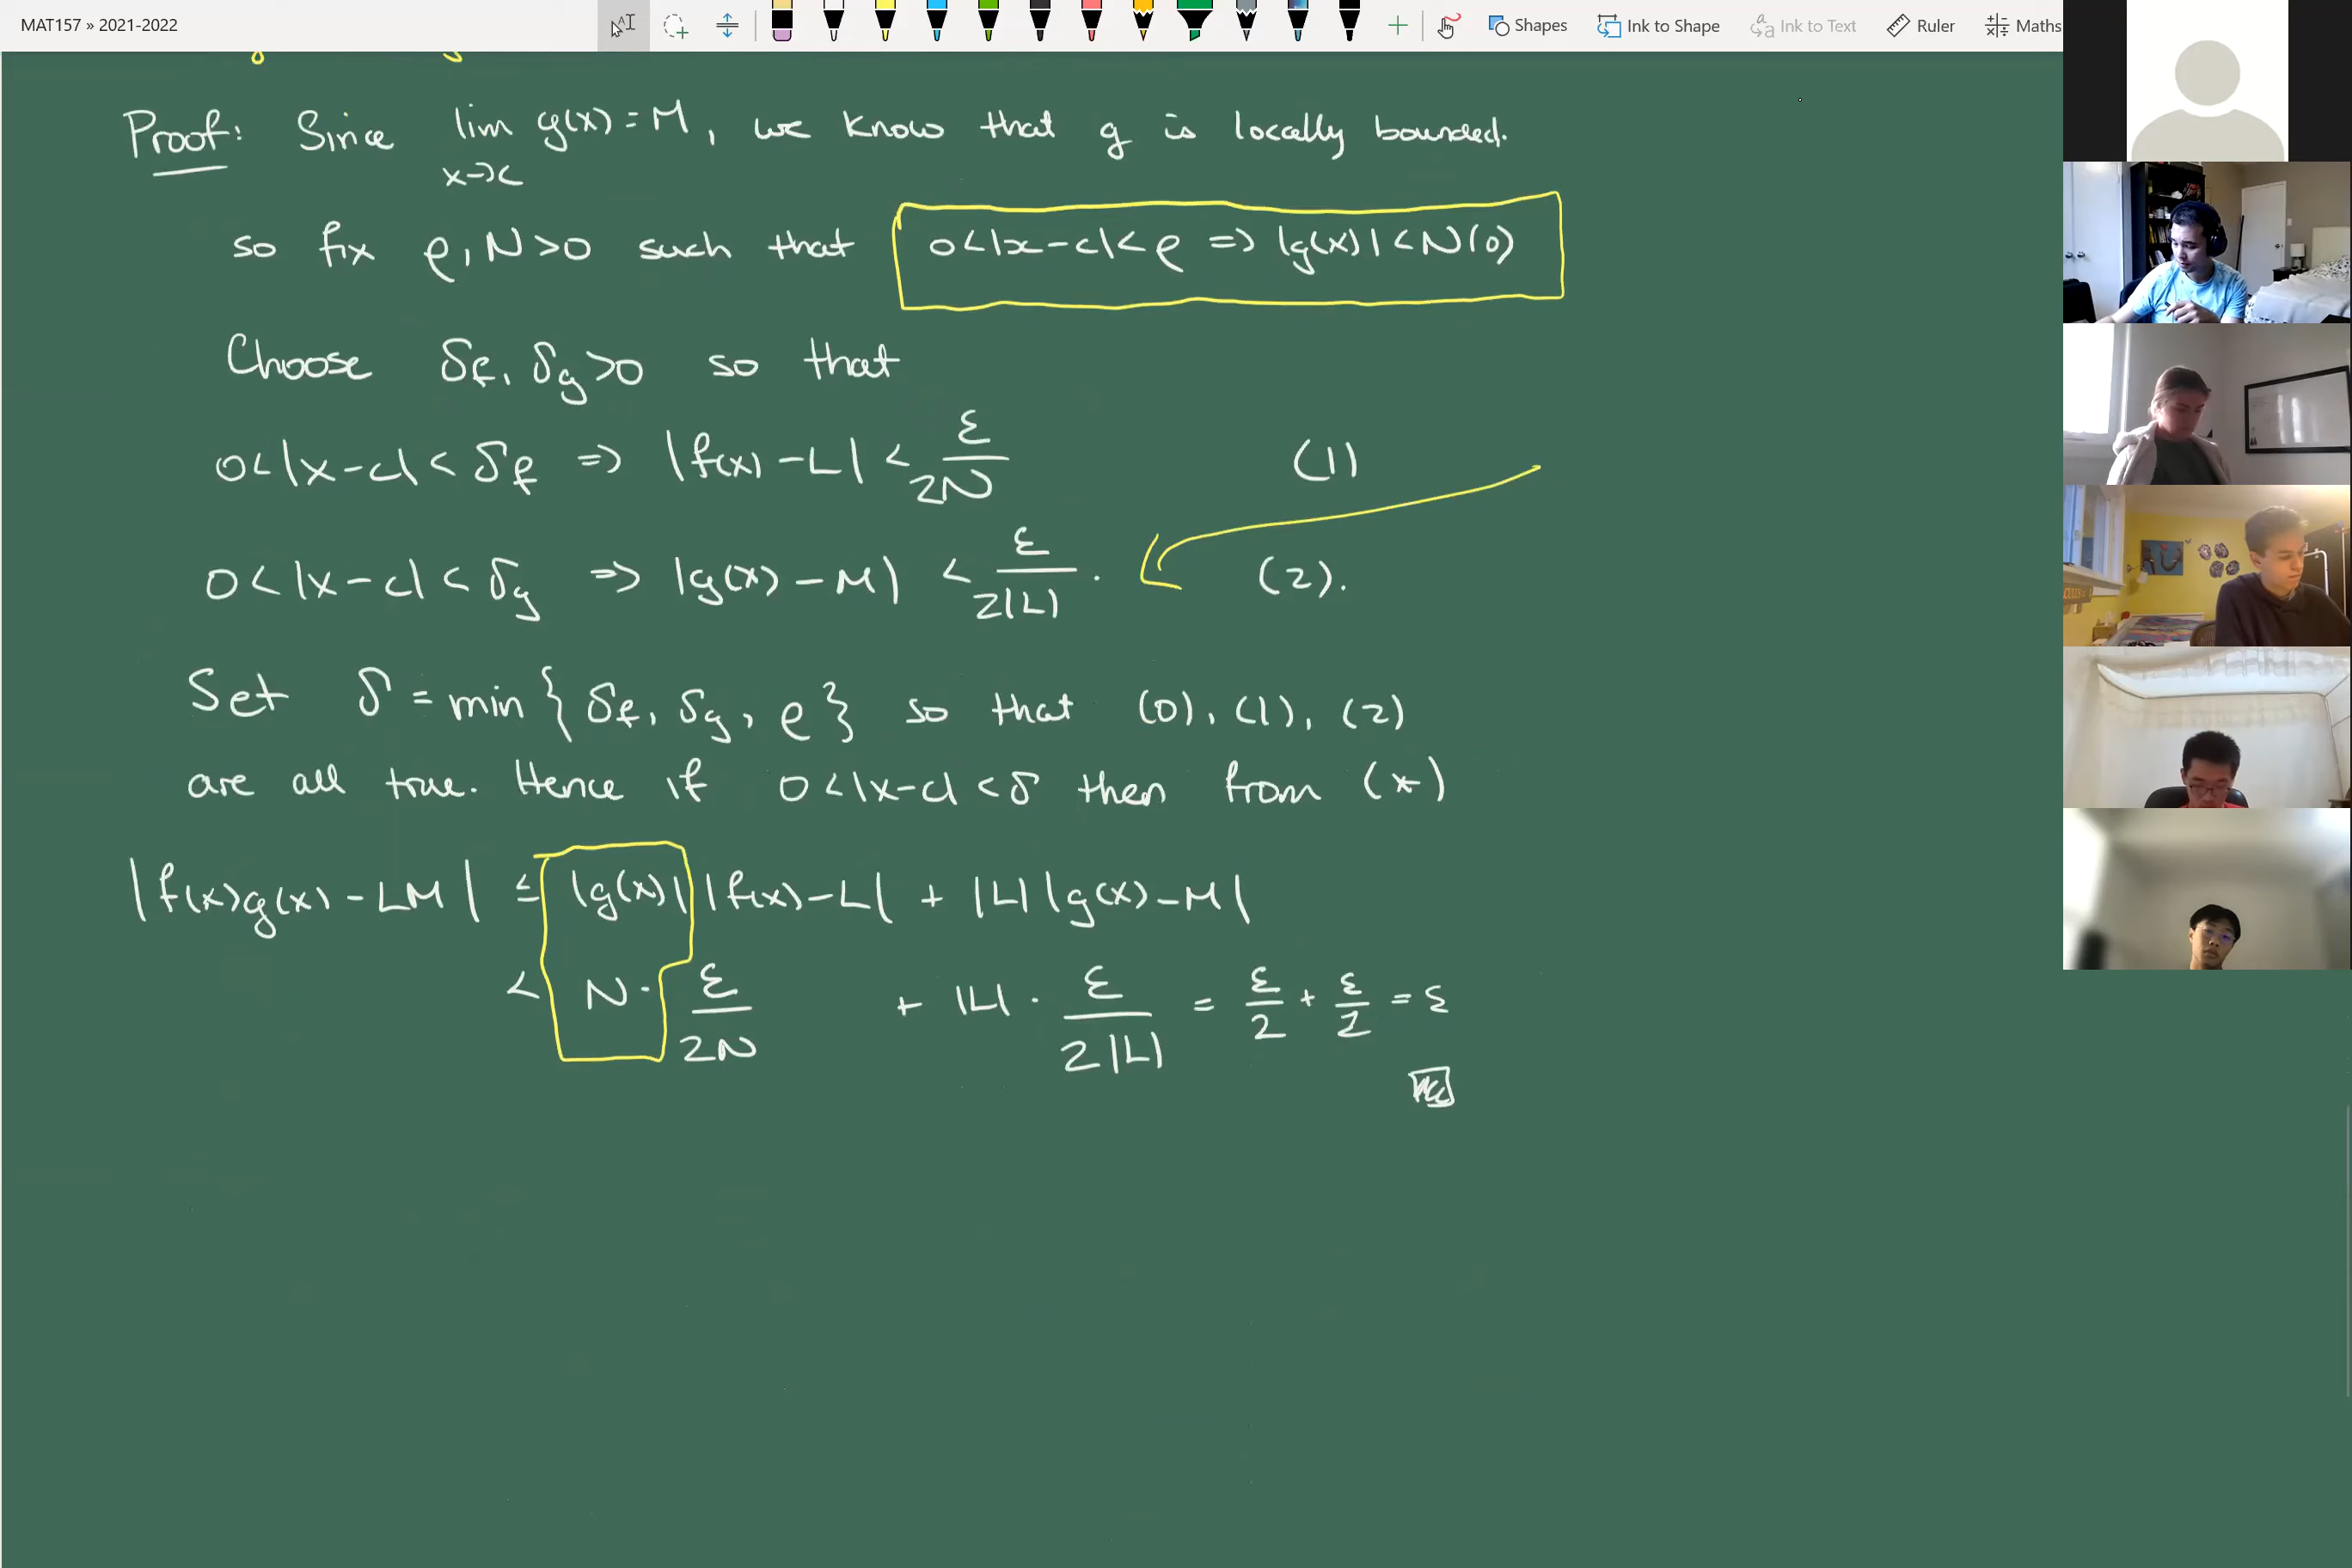 MAT157 » 2021-2022
Shapes Ink to Shape Ink to Text Ruler Maths
Proof: Since lim g(x) = M, we know that g is locally bounded.
x→c
so fix ρ, N>0 such that 0<|x-c|<ρ => |g(x)| < N (0)
Choose δf, δg>0 so that
0<|x-c| < δf => |f(x) - L| < ε/2N (1)
0<|x-c| < δg => |g(x) - M| < ε/2|L|. (2).
Set δ = min { δf, δg, ρ } so that (0), (1), (2)
are all true. Hence if 0<|x-c|<δ then from (*)
|f(x)g(x) - LM| ≤ |g(x)| |f(x) - L| + |L| |g(x) - M|
< N · ε/2N + |L| · ε/2|L| = ε/2 + ε/2 = ε